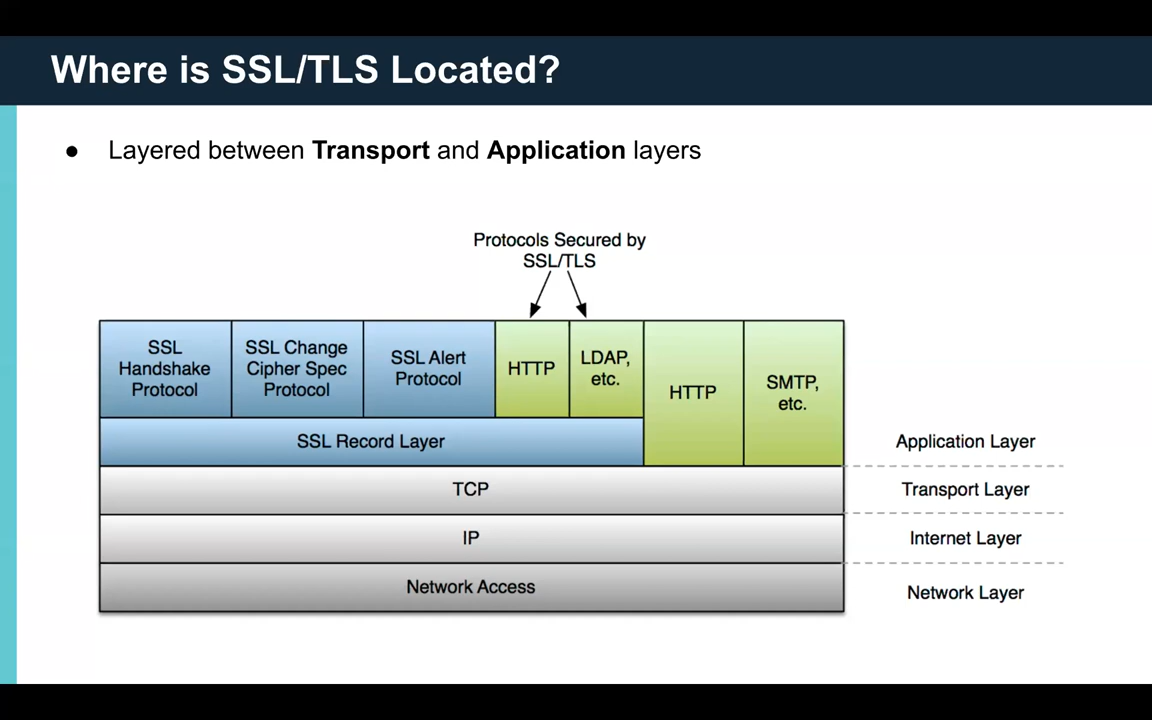 Where is SSL/TLS Located?
● Layered between Transport and Application layers
Protocols Secured by
SSL/TLS
SSL
Handshake
Protocol
SSL Change
Cipher Spec
Protocol
SSL Alert
Protocol
HTTP
LDAP,
etc.
HTTP
SMTP,
etc.
SSL Record Layer
Application Layer
TCP
Transport Layer
IP
Internet Layer
Network Access
Network Layer